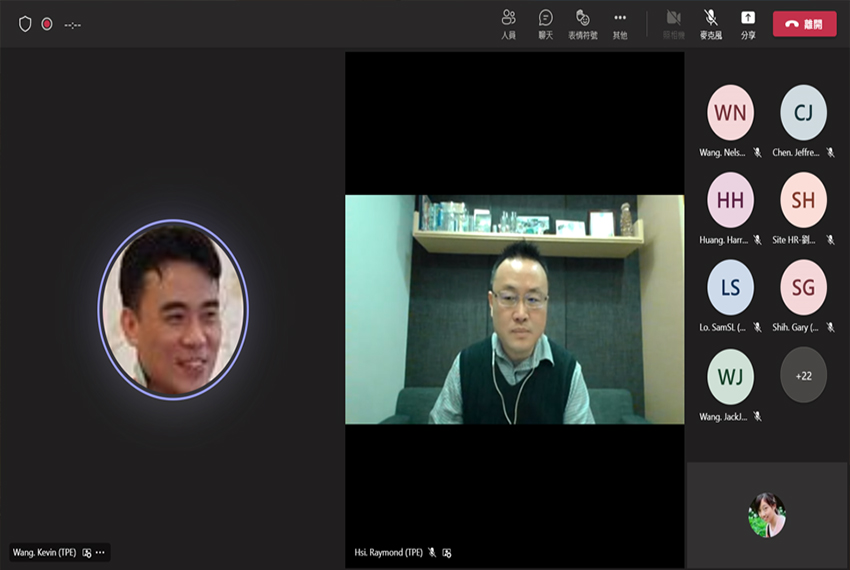 --:--
人員
聊天
表情符號
其他
相機
麥克風
分享
離開
WN
CJ
Wang. Nels...
Chen. Jeffre...
HH
SH
Huang. Harr...
Site HR-劉...
LS
SG
Lo. SamSL (...
Shih. Gary (...
WJ
+22
Wang. JackJ...
Wang. Kevin (TPE)
Hsi. Raymond (TPE)